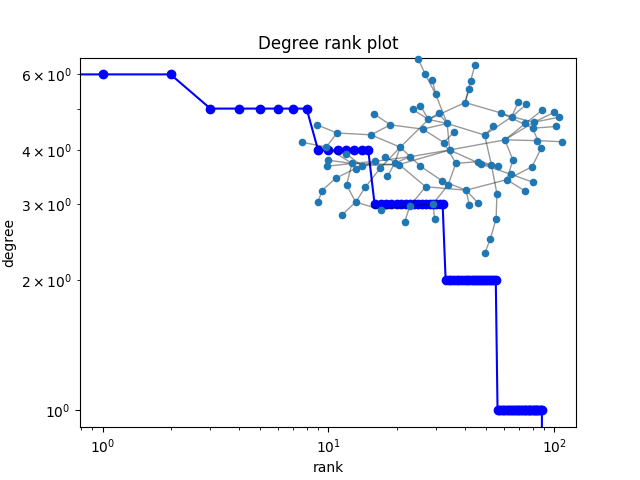 Degree rank plot
degree
6 × 10⁰
4 × 10⁰
3 × 10⁰
2 × 10⁰
10⁰
10⁰
10¹
10²
rank